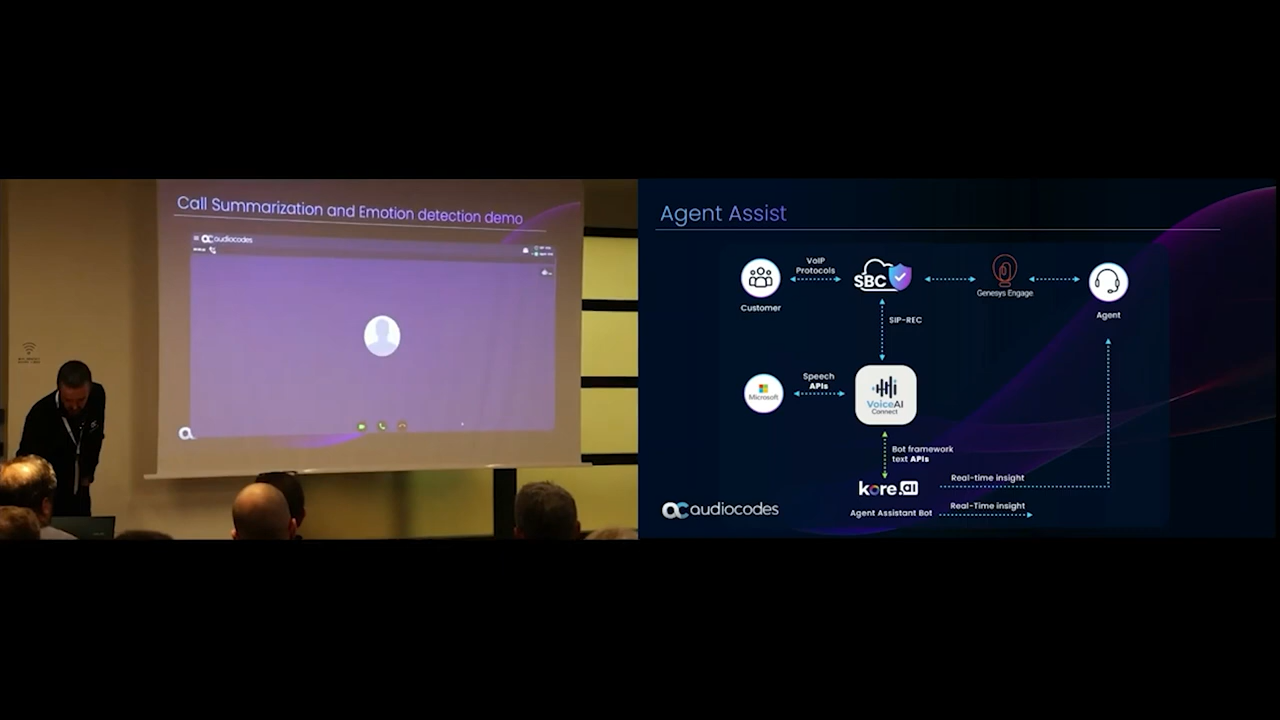 Call Summarization and Emotion detection demo
audiocodes
Agent Assist
VoIP
Protocols
Customer
SBC
Genesys Engage
Agent
SIP-REC
Microsoft
Speech
APIs
VoiceAI
Connect
Bot framework
text APIs
kore.ai
Agent Assistant Bot
Real-time insight
Real-Time insight
audiocodes